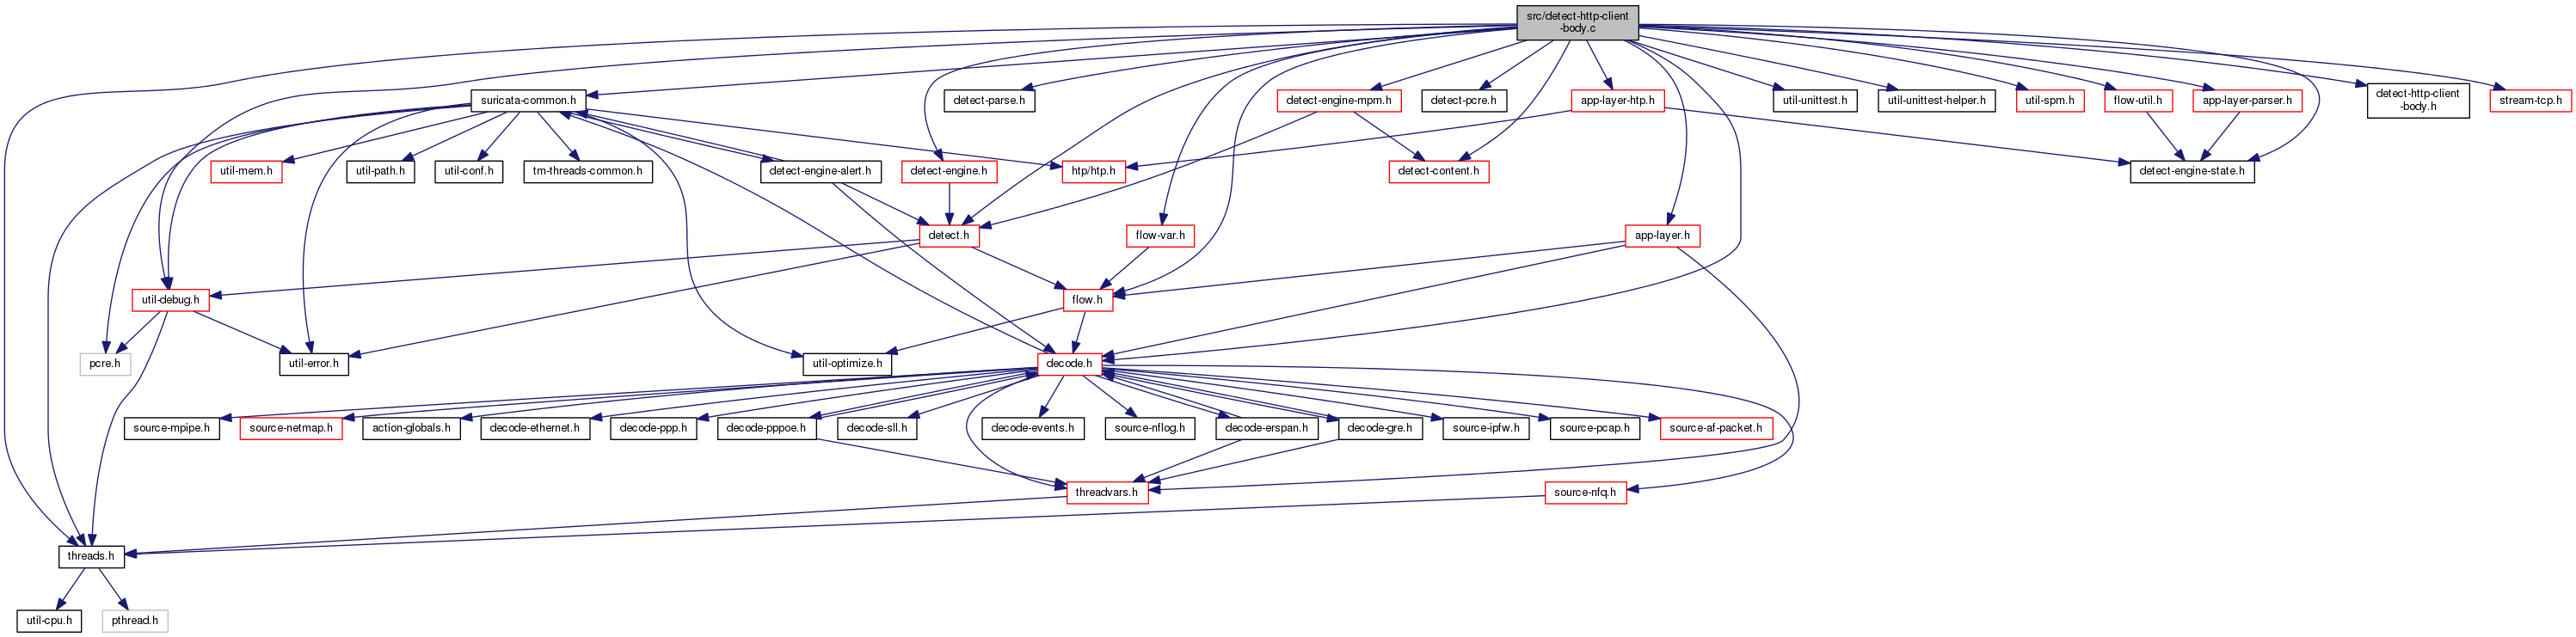 src/detect-http-client
-body.c
suricata-common.h
detect-parse.h
detect-engine-mpm.h
detect-pcre.h
app-layer-htp.h
util-unittest.h
util-unittest-helper.h
util-spm.h
flow-util.h
app-layer-parser.h
detect-http-client
-body.h
stream-tcp.h
util-mem.h
util-path.h
util-conf.h
tm-threads-common.h
detect-engine-alert.h
detect-engine.h
htp/htp.h
detect-content.h
detect-engine-state.h
detect.h
flow-var.h
app-layer.h
util-debug.h
flow.h
pcre.h
util-error.h
util-optimize.h
decode.h
source-mpipe.h
source-netmap.h
action-globals.h
decode-ethernet.h
decode-ppp.h
decode-pppoe.h
decode-sll.h
decode-events.h
source-nflog.h
decode-erspan.h
decode-gre.h
source-ipfw.h
source-pcap.h
source-af-packet.h
threadvars.h
source-nfq.h
threads.h
util-cpu.h
pthread.h